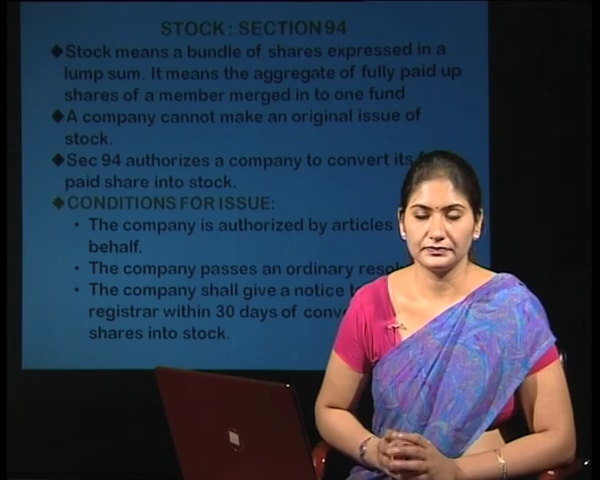 STOCK : SECTION 94
◆Stock means a bundle of shares expressed in a
lump sum. It means the aggregate of fully paid up
shares of a member merged in to one fund
◆A company cannot make an original issue of
stock.
◆Sec 94 authorizes a company to convert its
paid share into stock.
◆CONDITIONS FOR ISSUE:
• The company is authorized by articles
behalf.
• The company passes an ordinary
• The company shall give a notice
registrar within 30 days of
shares into stock.